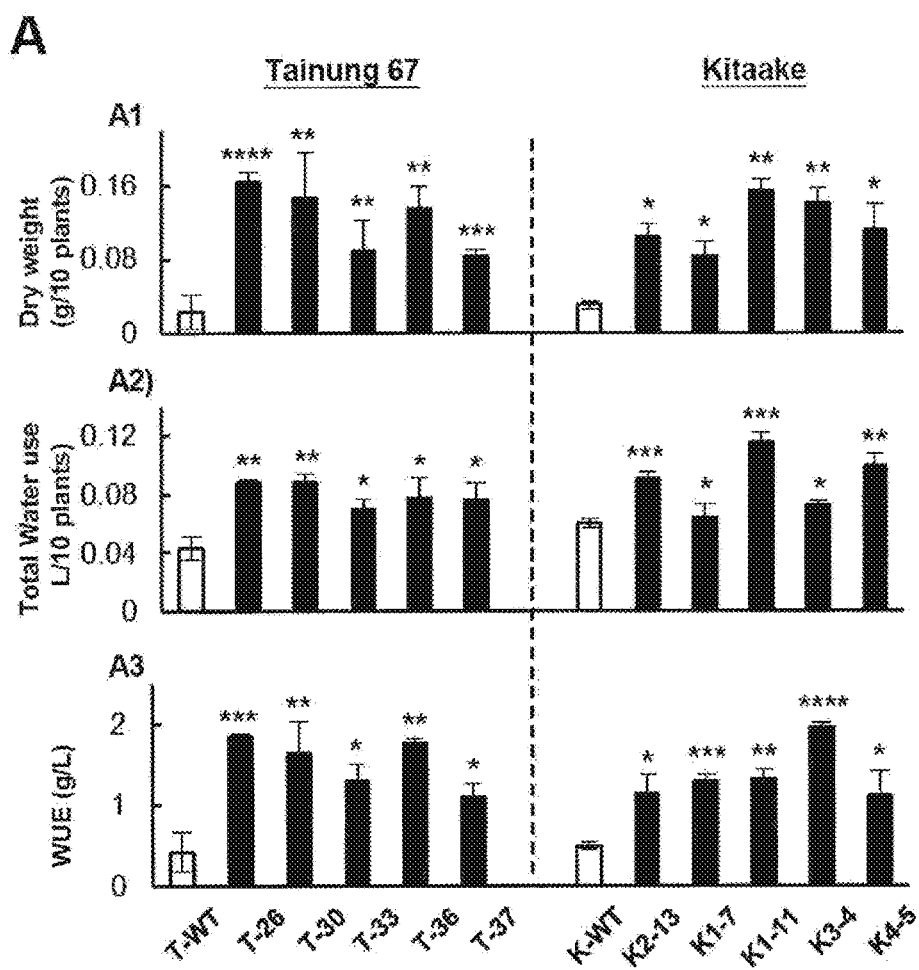 A
Tainung 67
Kitaake
A1
Dry weight
(g/10 plants)
0.16
0.08
0
****
**
**
**
***
*
*
**
**
*
A2)
Total Water use
L/10 plants)
0.12
0.08
0.04
0
**
**
*
*
*
***
*
***
*
**
A3
WUE (g/L)
2
1
0
***
**
*
**
*
*
***
**
****
*
T-WT
T-26
T-30
T-33
T-36
T-37
K-WT
K2-13
K1-7
K1-11
K3-4
K4-5